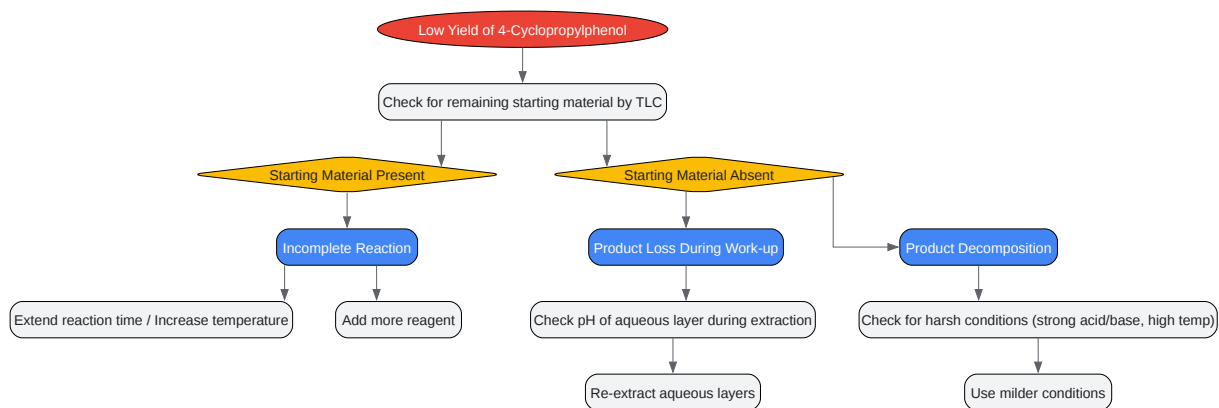 Low Yield of 4-Cyclopropylphenol
Check for remaining starting material by TLC
Starting Material Present
Starting Material Absent
Incomplete Reaction
Product Loss During Work-up
Product Decomposition
Extend reaction time / Increase temperature
Add more reagent
Check pH of aqueous layer during extraction
Check for harsh conditions (strong acid/base, high temp)
Re-extract aqueous layers
Use milder conditions